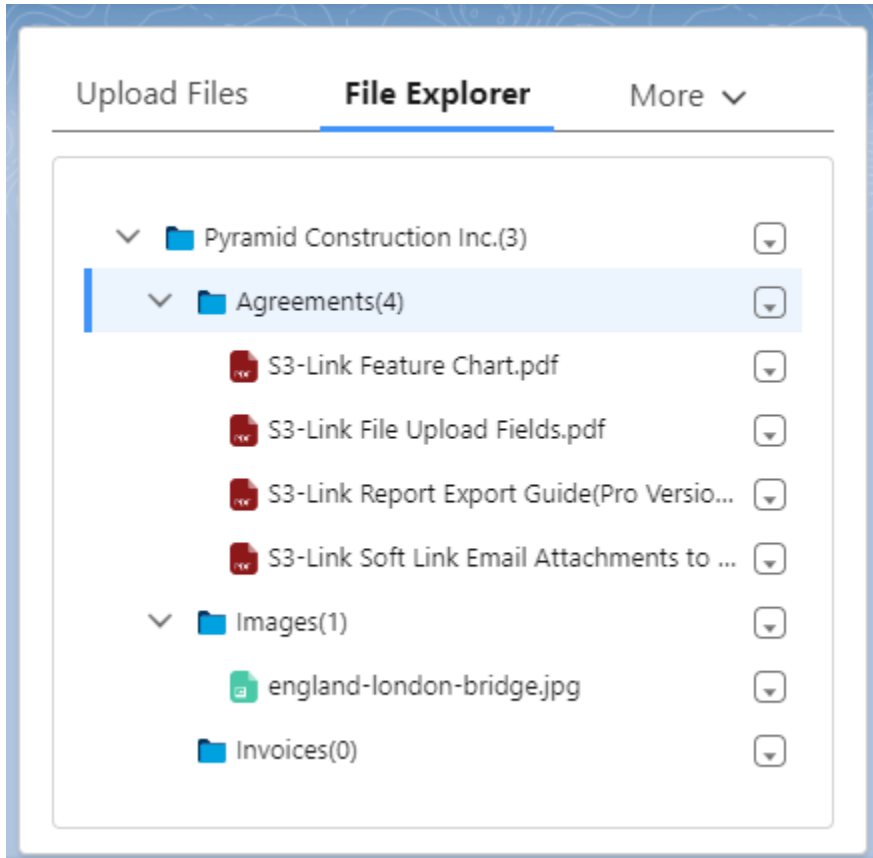 Upload Files File Explorer More
Pyramid Construction Inc.(3)
Agreements(4)
S3-Link Feature Chart.pdf
S3-Link File Upload Fields.pdf
S3-Link Report Export Guide(Pro Versio...
S3-Link Soft Link Email Attachments to ...
Images(1)
england-london-bridge.jpg
Invoices(0)